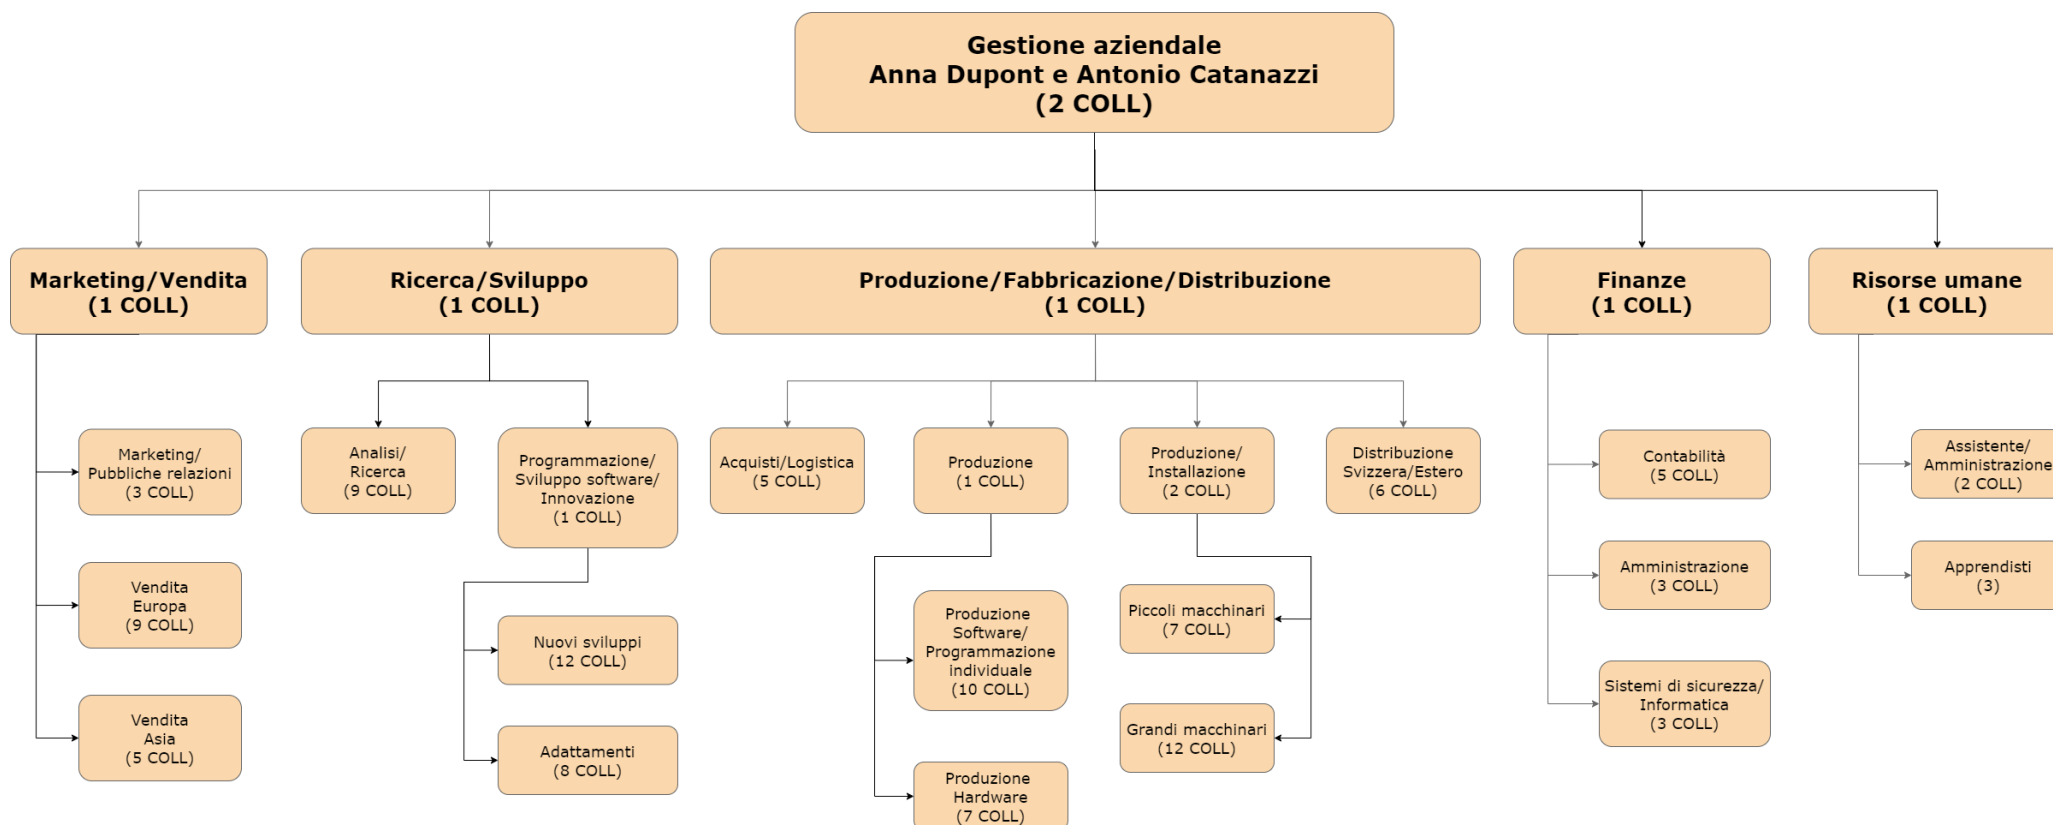 Gestione aziendale
Anna Dupont e Antonio Catanazzi
(2 COLL)
Marketing/Vendita
(1 COLL)
Ricerca/Sviluppo
(1 COLL)
Produzione/Fabbricazione/Distribuzione
(1 COLL)
Finanze
(1 COLL)
Risorse umane
(1 COLL)
Marketing/
Pubbliche relazioni
(3 COLL)
Vendita
Europa
(9 COLL)
Vendita
Asia
(5 COLL)
Analisi/
Ricerca
(9 COLL)
Programmazione/
Sviluppo software/
Innovazione
(1 COLL)
Nuovi sviluppi
(12 COLL)
Adattamenti
(8 COLL)
Acquisti/Logistica
(5 COLL)
Produzione
(1 COLL)
Produzione
Software/
Programmazione
individuale
(10 COLL)
Produzione
Hardware
(7 COLL)
Produzione/
Installazione
(2 COLL)
Piccoli macchinari
(7 COLL)
Grandi macchinari
(12 COLL)
Distribuzione
Svizzera/Estero
(6 COLL)
Contabilità
(5 COLL)
Amministrazione
(3 COLL)
Sistemi di sicurezza/
Informatica
(3 COLL)
Assistente/
Amministrazione
(2 COLL)
Apprendisti
(3)